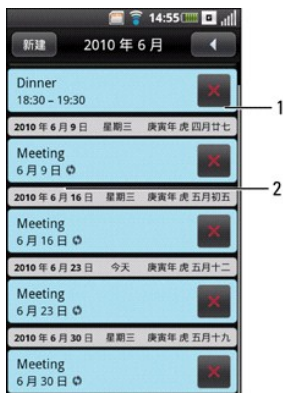 14:55
新建
2010 年 6 月
Dinner
18:30 – 19:30
1
2010 年 6 月 9 日 星期三 庚寅年 虎 四月廿七
Meeting
6 月 9 日
2
2010 年 6 月 16 日 星期三 庚寅年 虎 五月初五
Meeting
6 月 16 日
2010 年 6 月 23 日 今天 庚寅年 虎 五月十二
Meeting
6 月 23 日
2010 年 6 月 30 日 星期三 庚寅年 虎 五月十九
Meeting
6 月 30 日